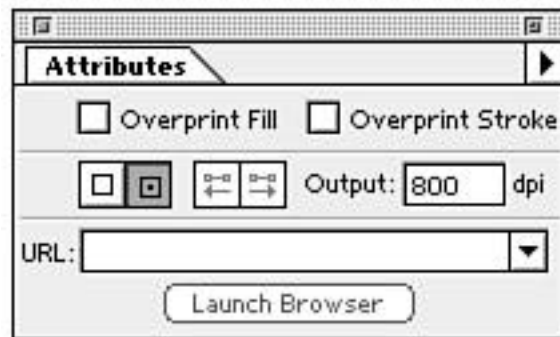 Attributes
Overprint Fill Overprint Stroke
Output: 800 dpi
URL:
Launch Browser